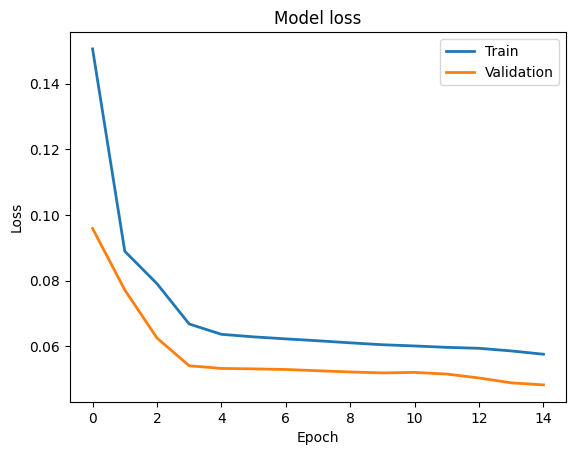 Model loss
Train
Validation
0.14
0.12
0.10
0.08
0.06
Loss
0 2 4 6 8 10 12 14
Epoch